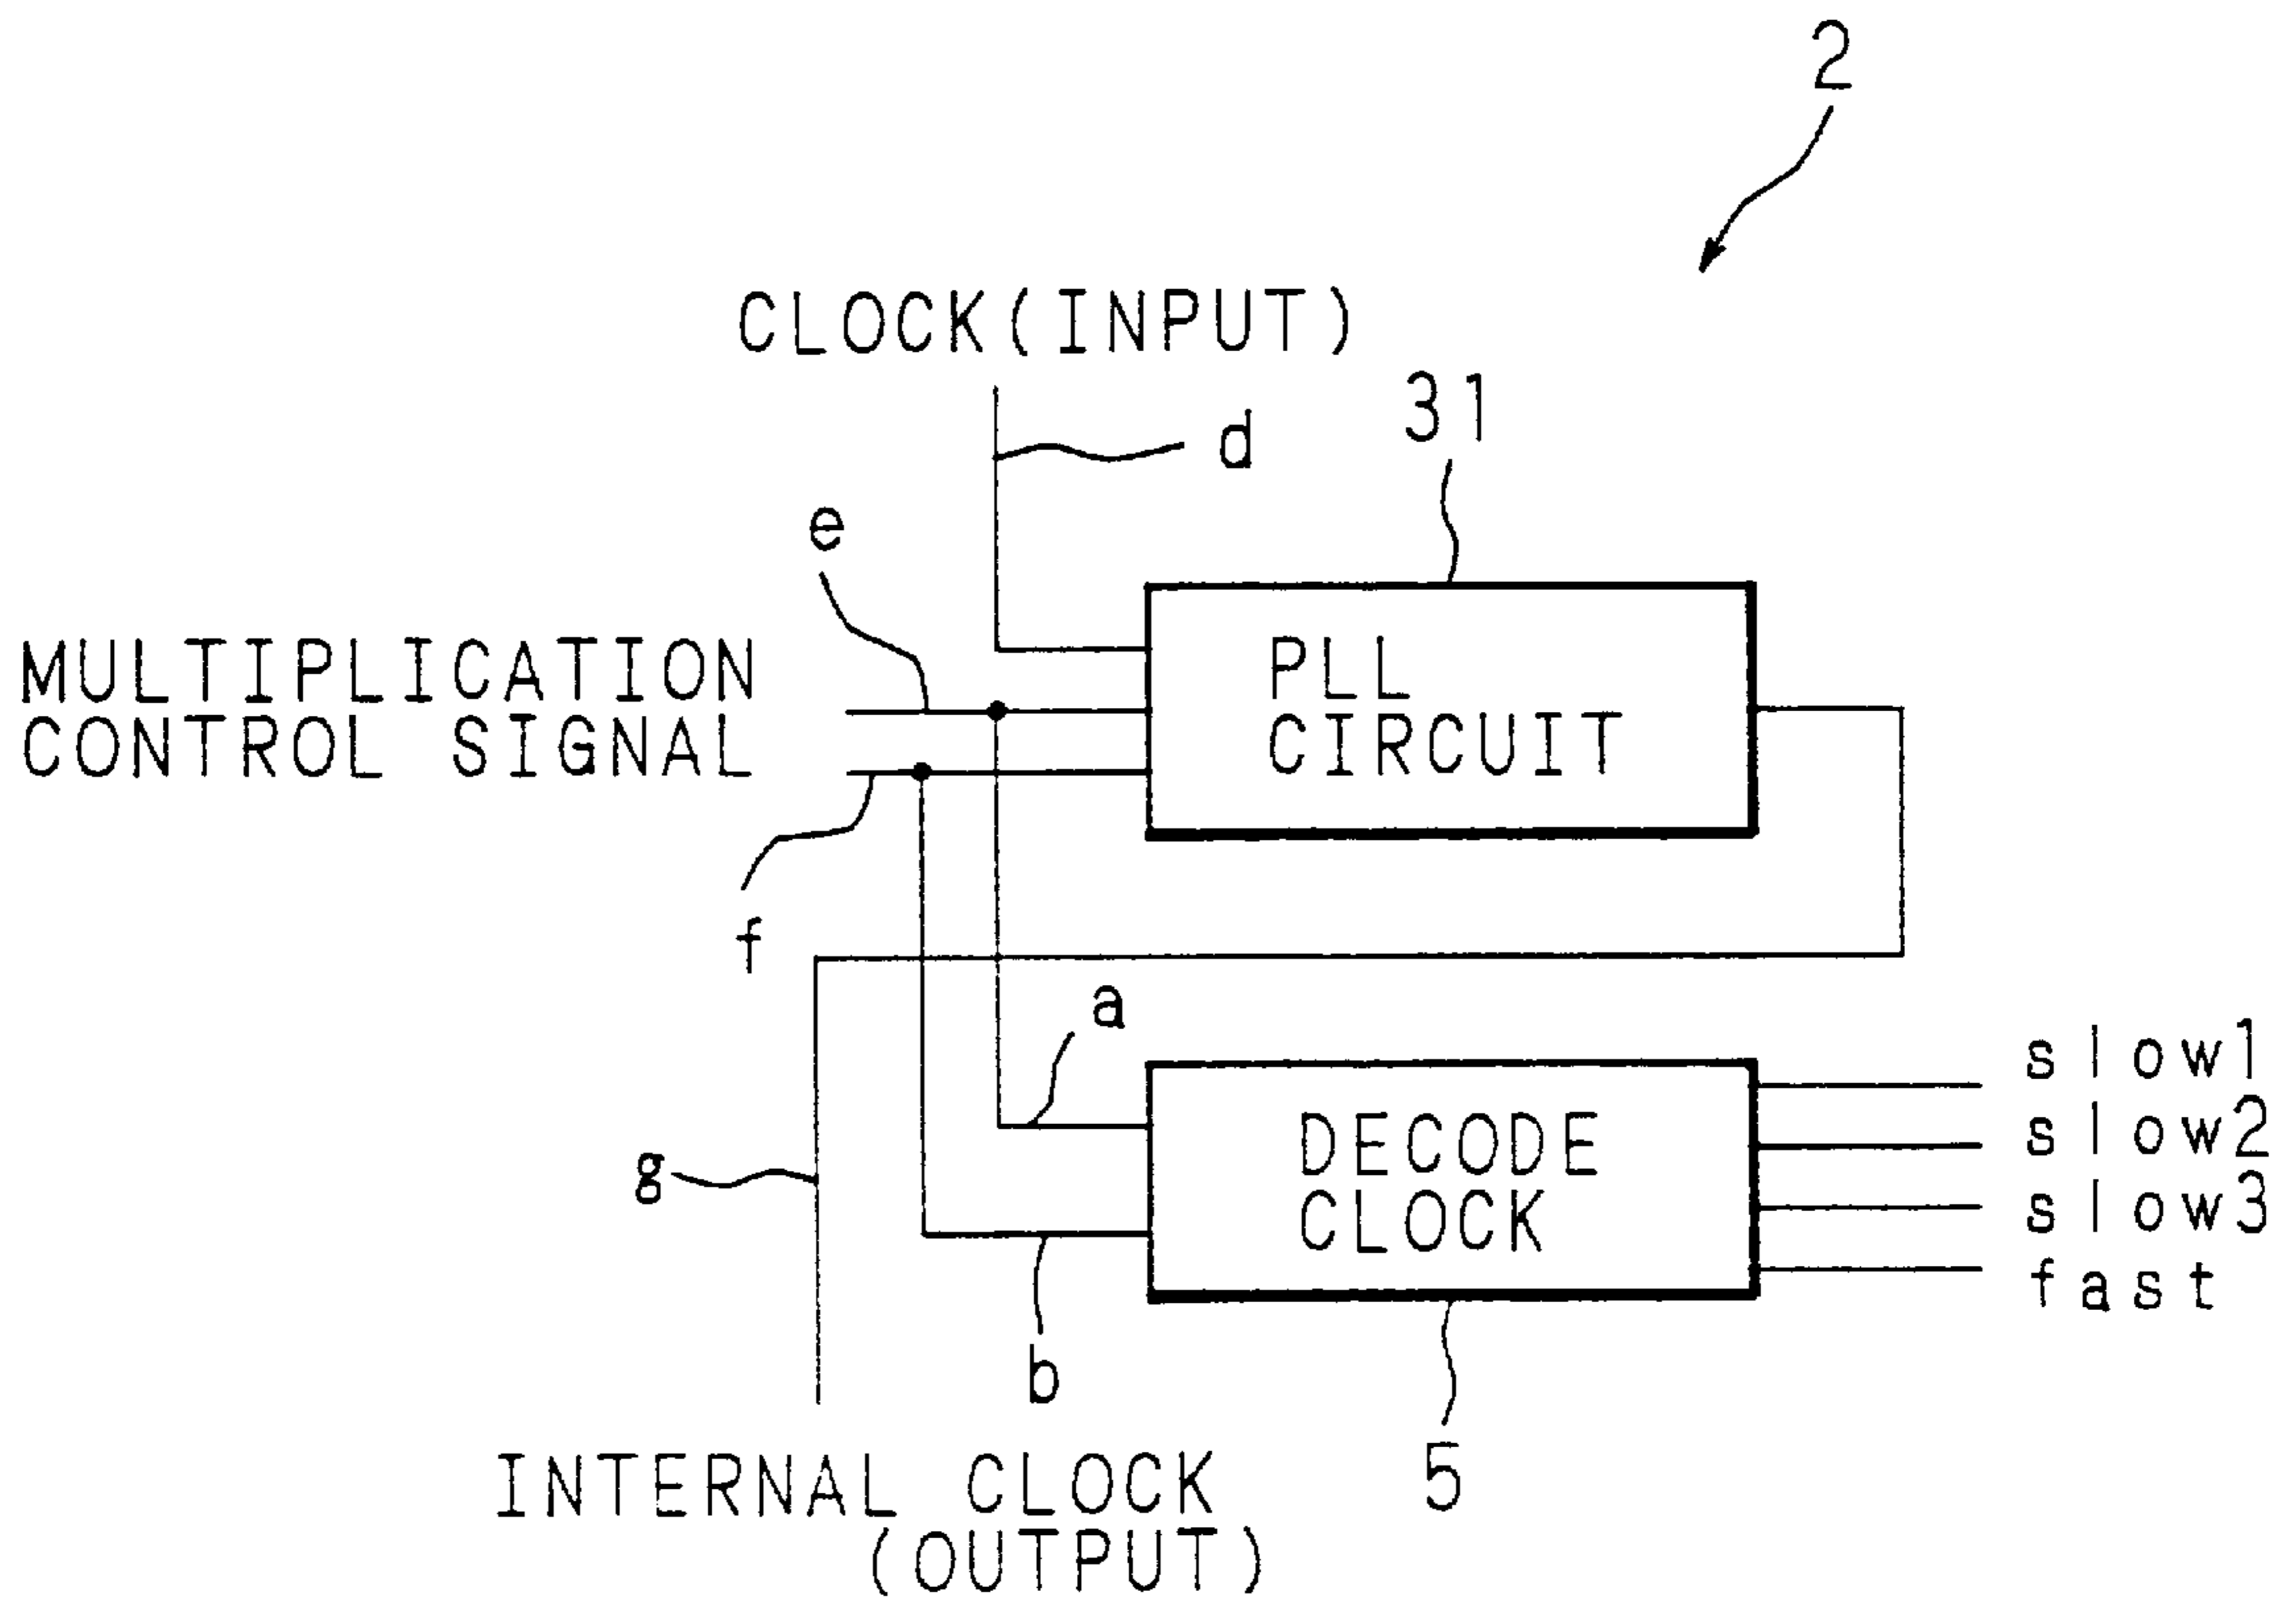 2
CLOCK(INPUT)
d
31
e
MULTIPLICATION
CONTROL SIGNAL
PLL
CIRCUIT
f
a
slow1
slow2
slow3
fast
DECODE
CLOCK
g
b
5
INTERNAL CLOCK
(OUTPUT)